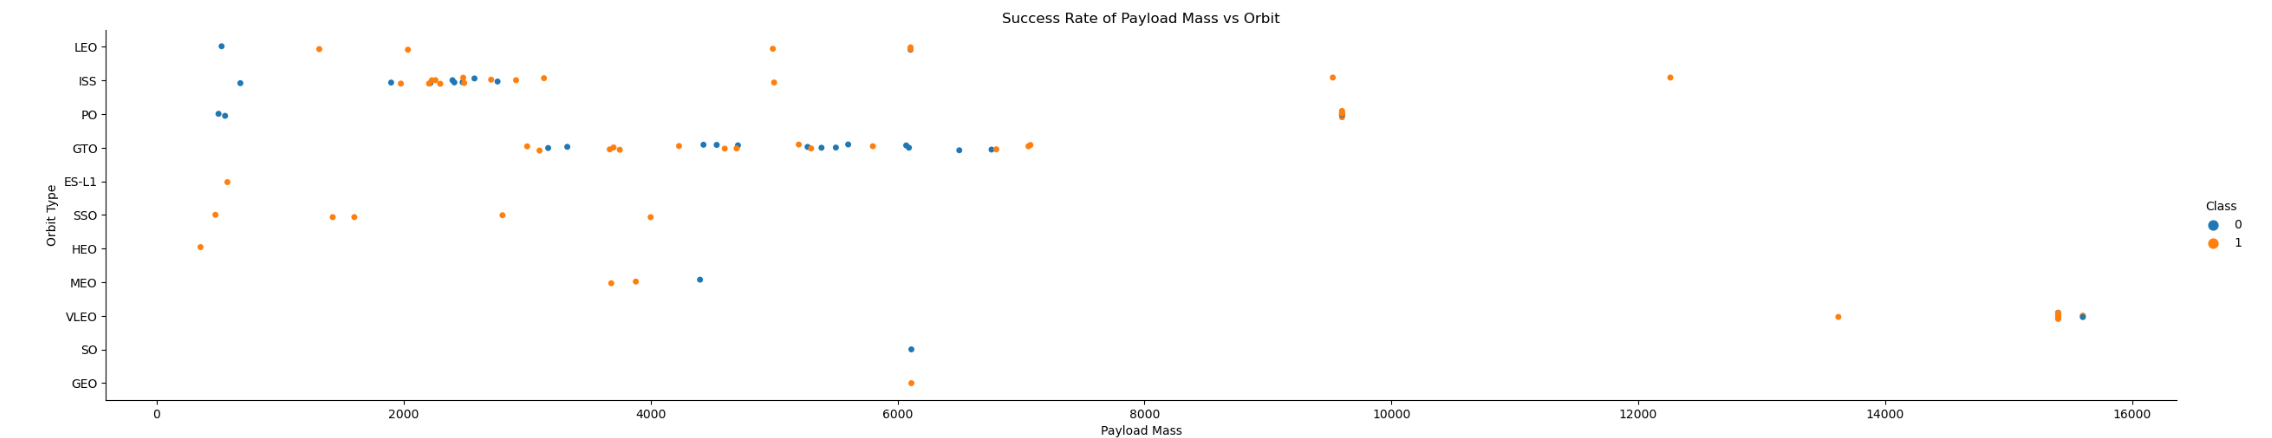 Success Rate of Payload Mass vs Orbit
Orbit Type
LEO
ISS
PO
GTO
ES-L1
SSO
HEO
MEO
VLEO
SO
GEO
0 2000 4000 6000 8000 10000 12000 14000 16000
Payload Mass
Class
0
1